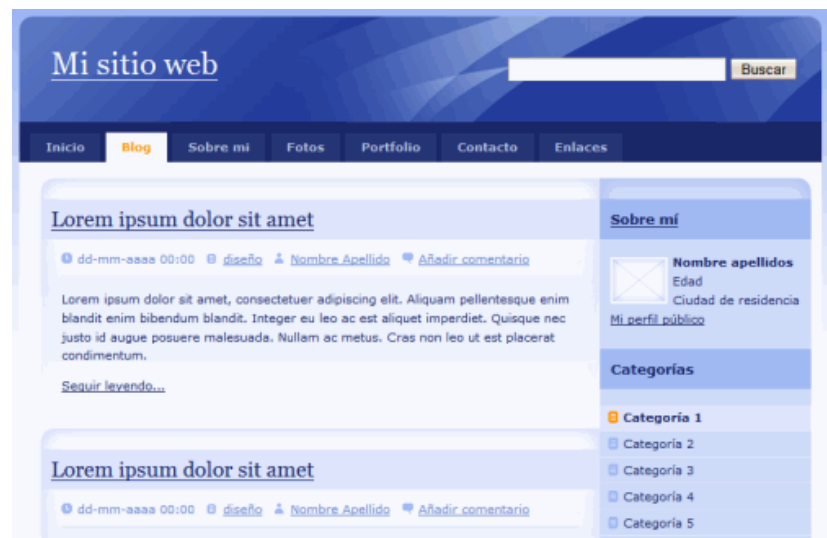 Mi sitio web
Buscar
Inicio Blog Sobre mi Fotos Portfolio Contacto Enlaces
Lorem ipsum dolor sit amet
dd-mm-aaaa 00:00 diseño Nombre Apellido Añadir comentario
Lorem ipsum dolor sit amet, consectetuer adipiscing elit. Aliquam pellentesque enim
blandit enim bibendum blandit. Integer eu leo ac est aliquet imperdiet. Quisque nec
justo id augue posuere malesuada. Nullam ac metus. Cras non leo ut est placerat
condimentum.
Seguir leyendo...
Lorem ipsum dolor sit amet
dd-mm-aaaa 00:00 diseño Nombre Apellido Añadir comentario
Sobre mí
Nombre apellidos
Edad
Ciudad de residencia
Mi perfil público
Categorías
Categoría 1
Categoría 2
Categoría 3
Categoría 4
Categoría 5